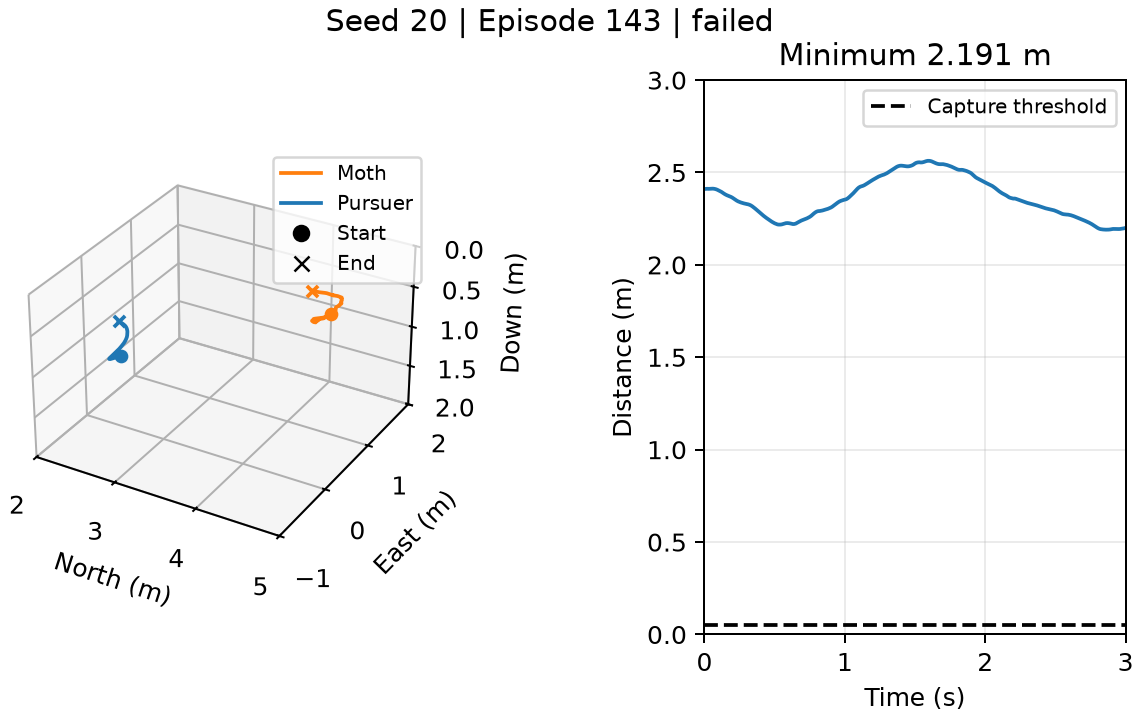 Seed 20 | Episode 143 | failed
Moth
Pursuer
Start
End
0.0
0.5
1.0
1.5
2.0
Down (m)
2
1
0
−1
East (m)
2
3
4
5
North (m)
Minimum 2.191 m
Capture threshold
3.0
2.5
2.0
1.5
1.0
0.5
0.0
Distance (m)
0
1
2
3
Time (s)